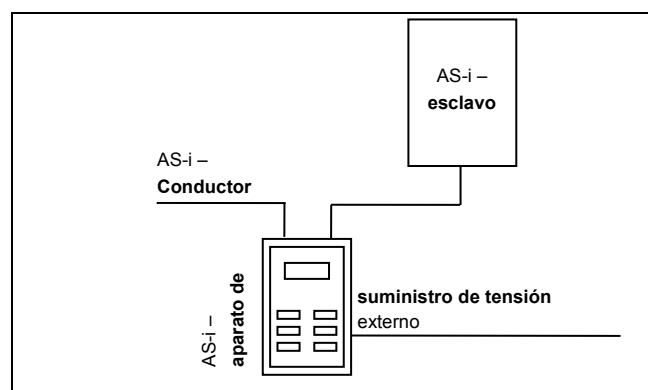 AS-i –
esclavo
AS-i –
Conductor
AS-i –
aparato de
suministro de tensión
externo